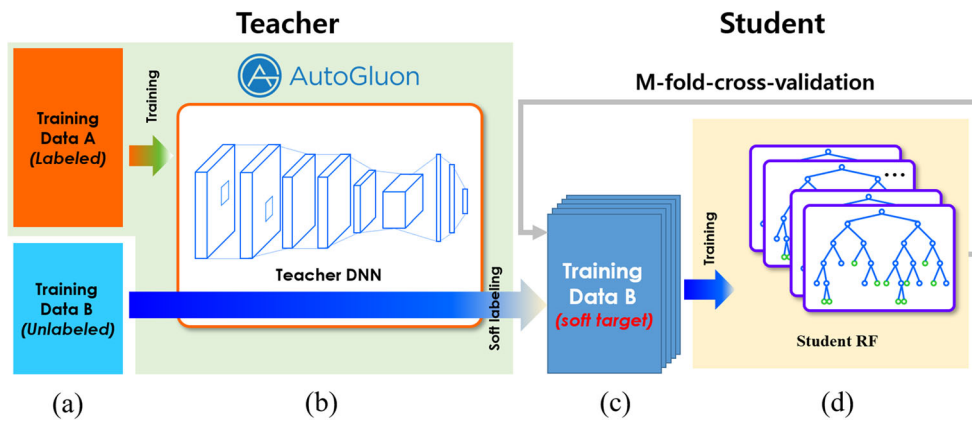 Teacher
Student
AutoGluon
M-fold-cross-validation
Training
Data A
(Labeled)
Training
Teacher DNN
Training
Data B
(Unlabeled)
Soft labeling
Training
Data B
(soft target)
Training
...
Student RF
(a)
(b)
(c)
(d)